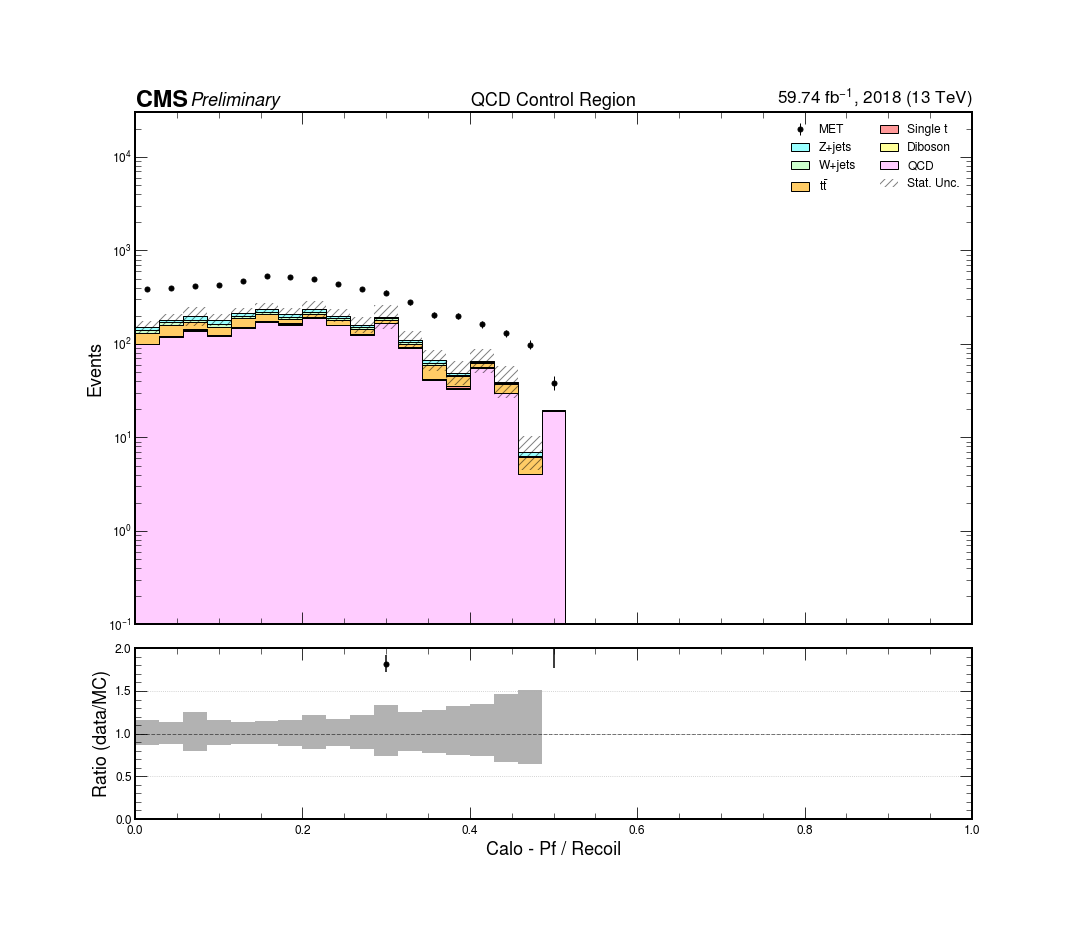 CMS Preliminary QCD Control Region 59.74 fb⁻¹, 2018 (13 TeV)
MET Single t
Z+jets Diboson
W+jets QCD
tt̄ Stat. Unc.
10⁴
10³
10²
10¹
10⁰
10⁻¹
Events
2.0
1.5
1.0
0.5
0.0
Ratio (data/MC)
0.0 0.2 0.4 0.6 0.8 1.0
Calo - Pf / Recoil